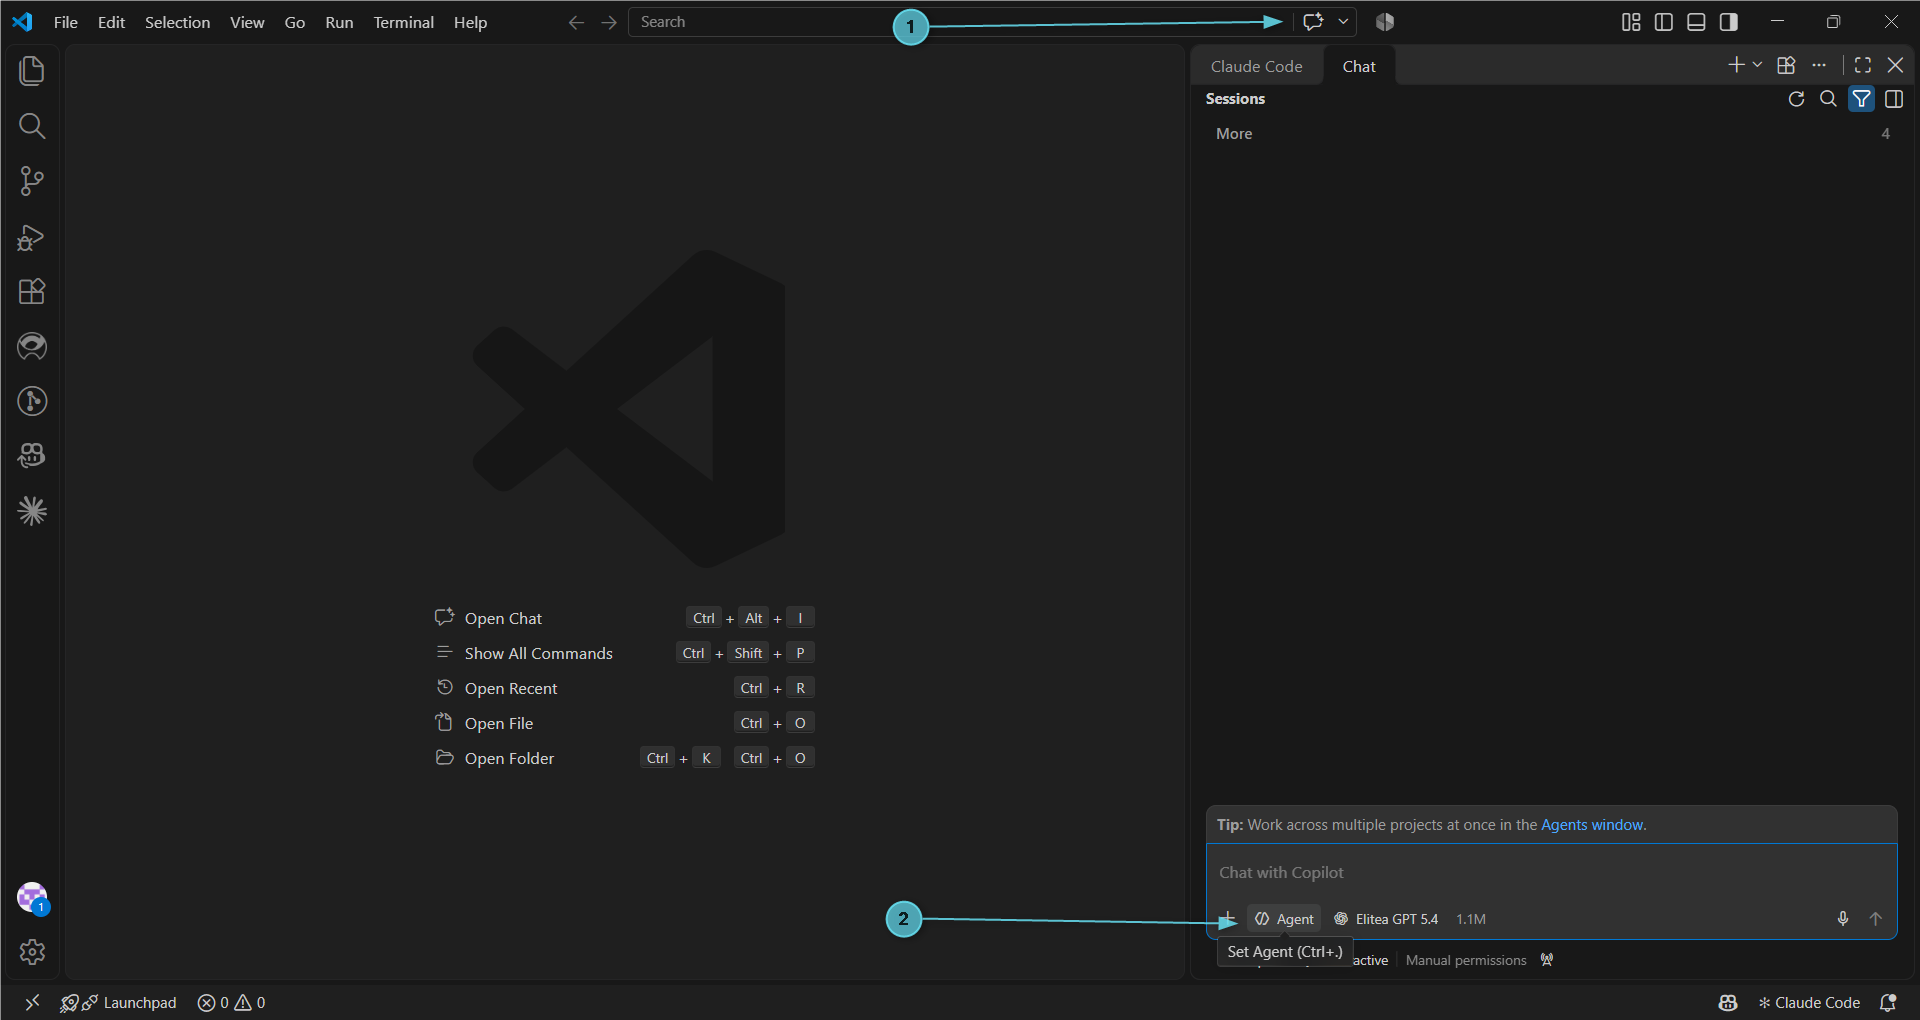 File Edit Selection View Go Run Terminal Help
Search
1
Claude Code Chat
Sessions
More 4
Open Chat Ctrl + Alt + I
Show All Commands Ctrl + Shift + P
Open Recent Ctrl + R
Open File Ctrl + O
Open Folder Ctrl + K Ctrl + O
Tip: Work across multiple projects at once in the Agents window.
Chat with Copilot
2
Agent Elitea GPT 5.4 1.1M
Set Agent (Ctrl+.)
active Manual permissions
1
Launchpad 0 0
Claude Code